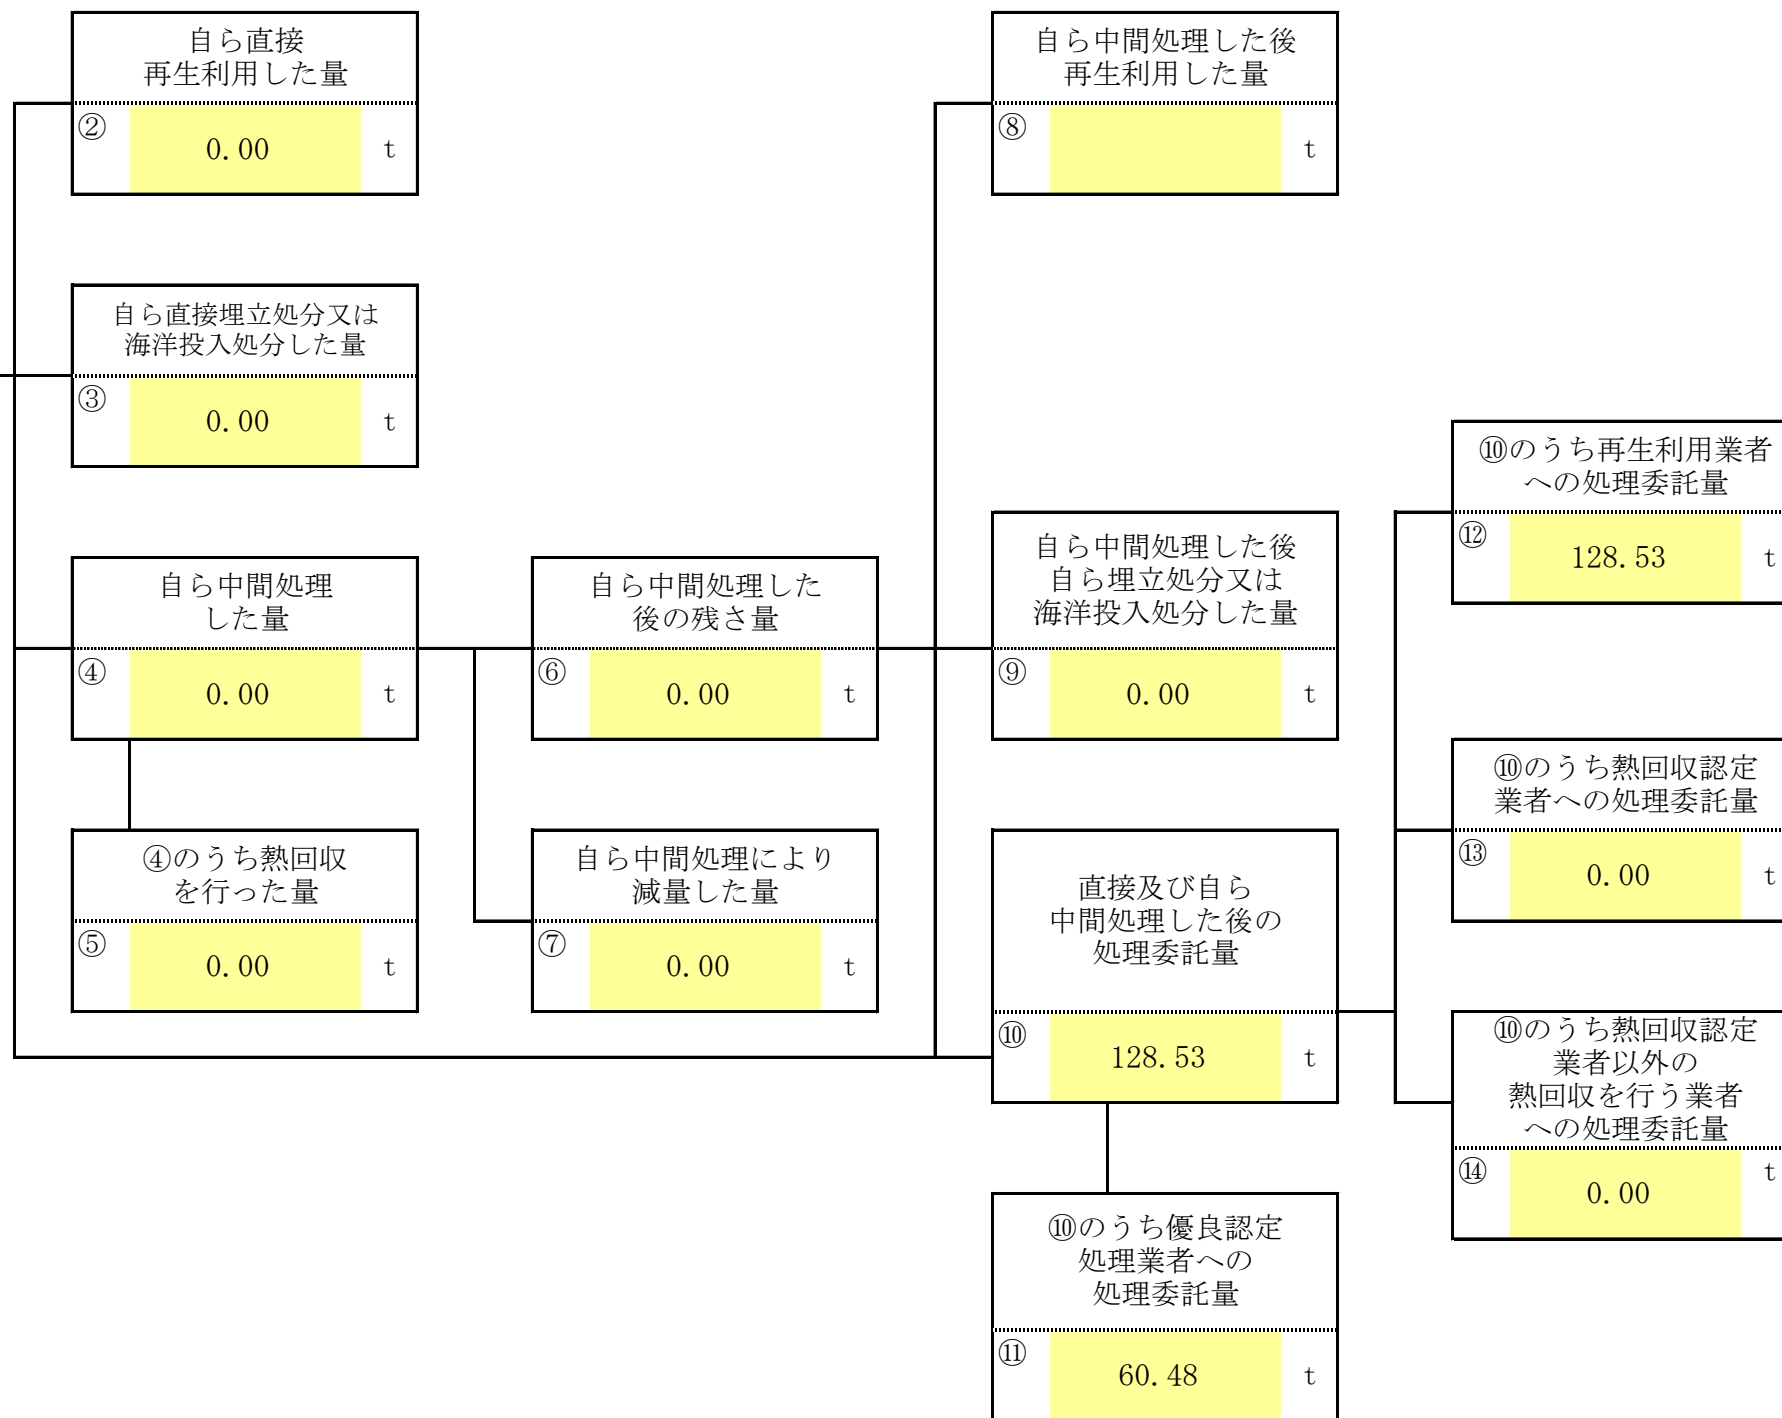 自ら直接
再生利用した量
② 0.00 t
自ら中間処理した後
再生利用した量
⑧ t
自ら直接埋立処分又は
海洋投入処分した量
③ 0.00 t
⑩のうち再生利用業者
への処理委託量
⑫ 128.53 t
自ら中間処理
した量
④ 0.00 t
自ら中間処理した
後の残さ量
⑥ 0.00 t
自ら中間処理した後
自ら埋立処分又は
海洋投入処分した量
⑨ 0.00 t
⑩のうち熱回収認定
業者への処理委託量
⑬ 0.00 t
④のうち熱回収
を行った量
⑤ 0.00 t
自ら中間処理により
減量した量
⑦ 0.00 t
直接及び自ら
中間処理した後の
処理委託量
⑩ 128.53 t
⑩のうち熱回収認定
業者以外の
熱回収を行う業者
への処理委託量
⑭ 0.00 t
⑩のうち優良認定
処理業者への
処理委託量
⑪ 60.48 t